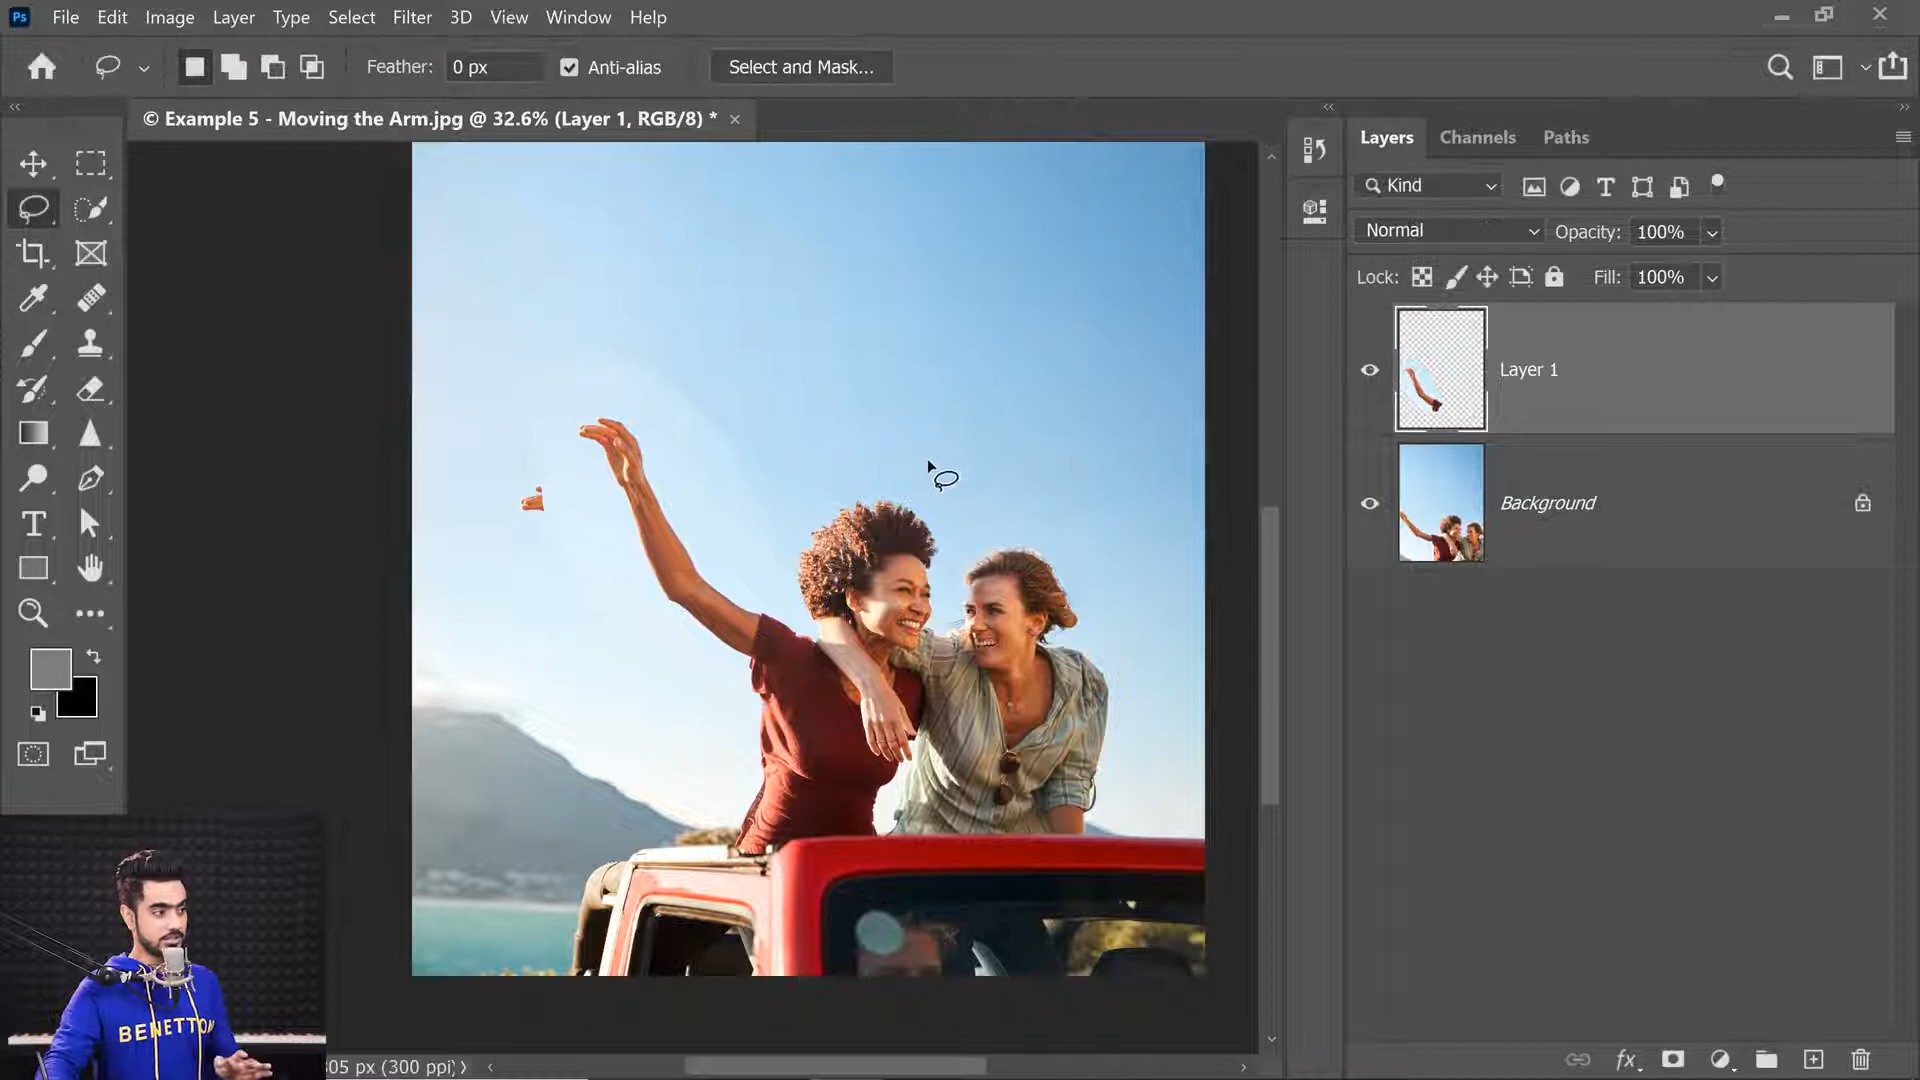 Ps File Edit Image Layer Type Select Filter 3D View Window Help
Feather: 0 px Anti-alias Select and Mask...
© Example 5 - Moving the Arm.jpg @ 32.6% (Layer 1, RGB/8) *
Layers Channels Paths
Kind
Normal Opacity: 100%
Lock: Fill: 100%
Layer 1
Background
BENETTON
05 px (300 ppi)
fx